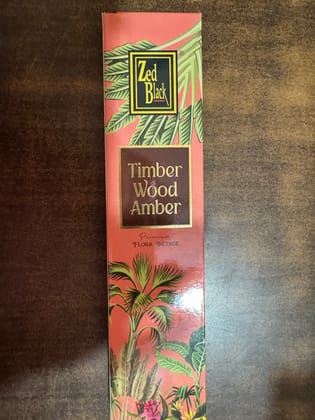 Zed
Black
Timber
Wood
Amber
Premium
FLORA INCENSE